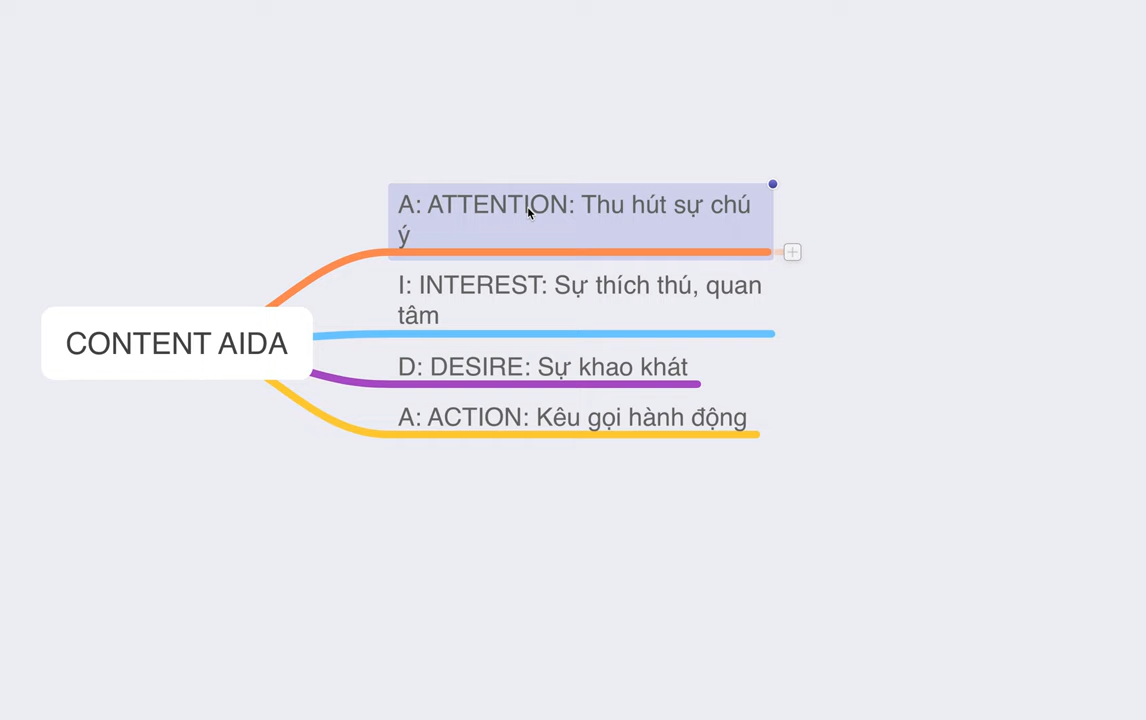 A: ATTENTION: Thu hút sự chú
ý
I: INTEREST: Sự thích thú, quan
tâm
CONTENT AIDA
D: DESIRE: Sự khao khát
A: ACTION: Kêu gọi hành động